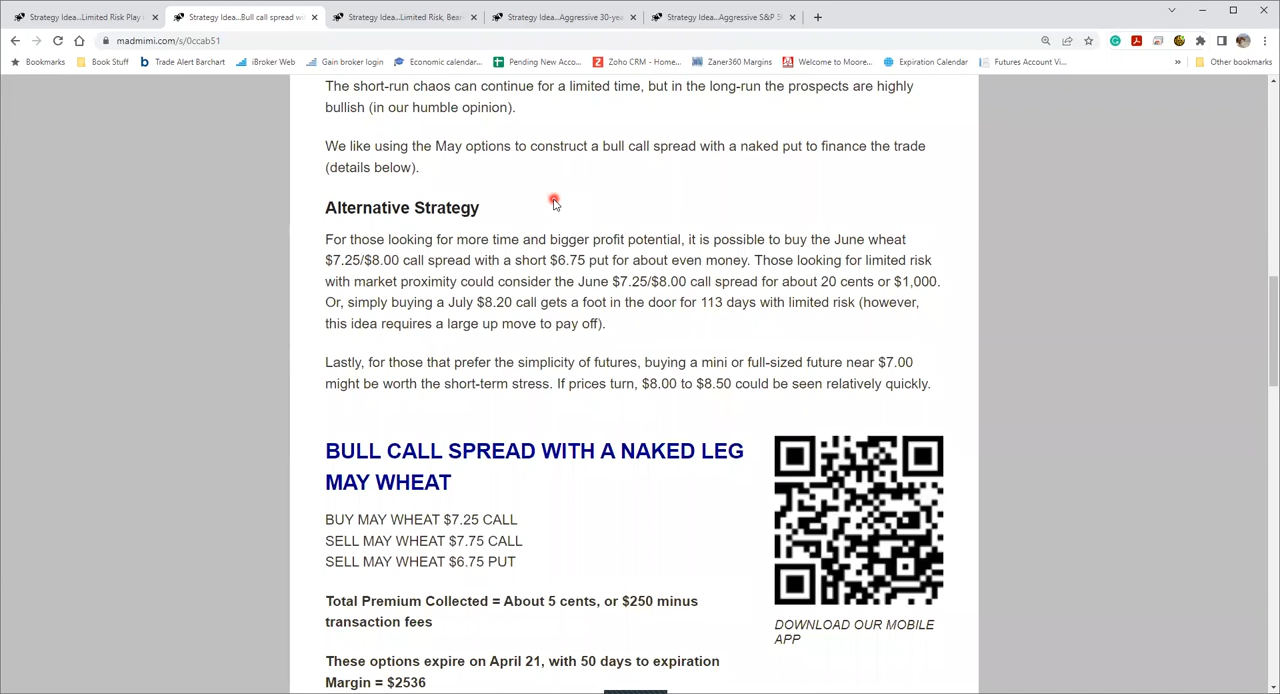 Strategy Idea...Limited Risk Play i
Strategy Idea...Bull call spread wi
Strategy Idea...Limited Risk, Bear
Strategy Idea...Aggressive 30-yea
Strategy Idea...Aggressive S&P 5
madmimi.com/s/0ccab51
Bookmarks
Book Stuff
Trade Alert Barchart
iBroker Web
Gain broker login
Economic calendar...
Pending New Acco...
Zoho CRM - Home...
Zaner360 Margins
Welcome to Moore...
Expiration Calendar
Futures Account Vi...
Other bookmarks
The short-run chaos can continue for a limited time, but in the long-run the prospects are highly
bullish (in our humble opinion).
We like using the May options to construct a bull call spread with a naked put to finance the trade
(details below).
Alternative Strategy
For those looking for more time and bigger profit potential, it is possible to buy the June wheat
$7.25/$8.00 call spread with a short $6.75 put for about even money. Those looking for limited risk
with market proximity could consider the June $7.25/$8.00 call spread for about 20 cents or $1,000.
Or, simply buying a July $8.20 call gets a foot in the door for 113 days with limited risk (however,
this idea requires a large up move to pay off).
Lastly, for those that prefer the simplicity of futures, buying a mini or full-sized future near $7.00
might be worth the short-term stress. If prices turn, $8.00 to $8.50 could be seen relatively quickly.
BULL CALL SPREAD WITH A NAKED LEG
MAY WHEAT
BUY MAY WHEAT $7.25 CALL
SELL MAY WHEAT $7.75 CALL
SELL MAY WHEAT $6.75 PUT
Total Premium Collected = About 5 cents, or $250 minus
transaction fees
These options expire on April 21, with 50 days to expiration
Margin = $2536
DOWNLOAD OUR MOBILE
APP